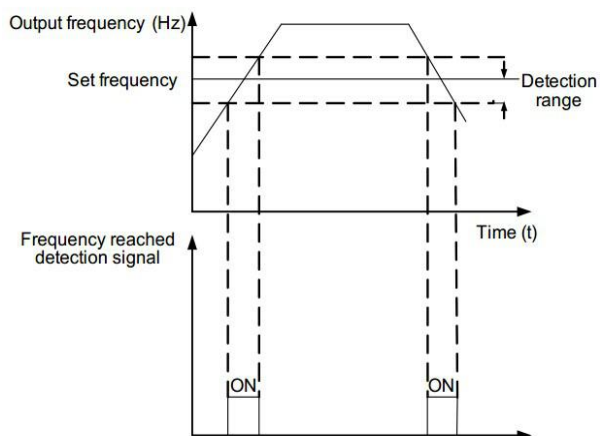 Output frequency (Hz)
Set frequency
Detection
range
Time (t)
Frequency reached
detection signal
ON
ON